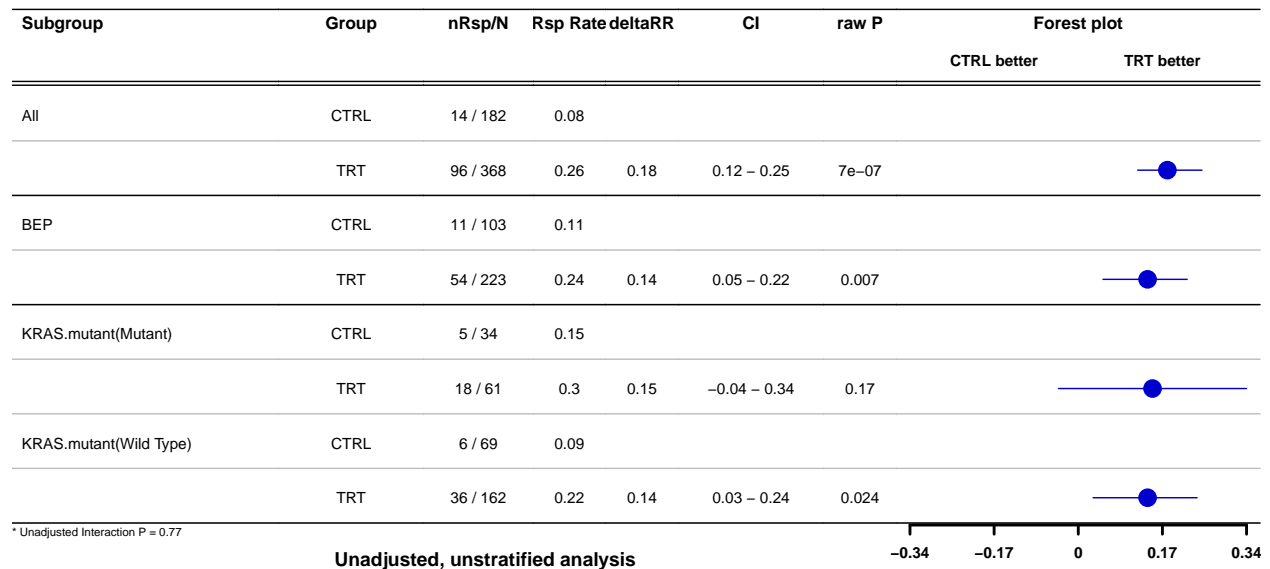 Subgroup Group nRsp/N Rsp Rate deltaRR CI raw P Forest plot
CTRL better TRT better
All CTRL 14 / 182 0.08
TRT 96 / 368 0.26 0.18 0.12 − 0.25 7e−07
BEP CTRL 11 / 103 0.11
TRT 54 / 223 0.24 0.14 0.05 − 0.22 0.007
KRAS.mutant(Mutant) CTRL 5 / 34 0.15
TRT 18 / 61 0.3 0.15 −0.04 − 0.34 0.17
KRAS.mutant(Wild Type) CTRL 6 / 69 0.09
TRT 36 / 162 0.22 0.14 0.03 − 0.24 0.024
* Unadjusted Interaction P = 0.77
−0.34 −0.17 0 0.17 0.34
Unadjusted, unstratified analysis